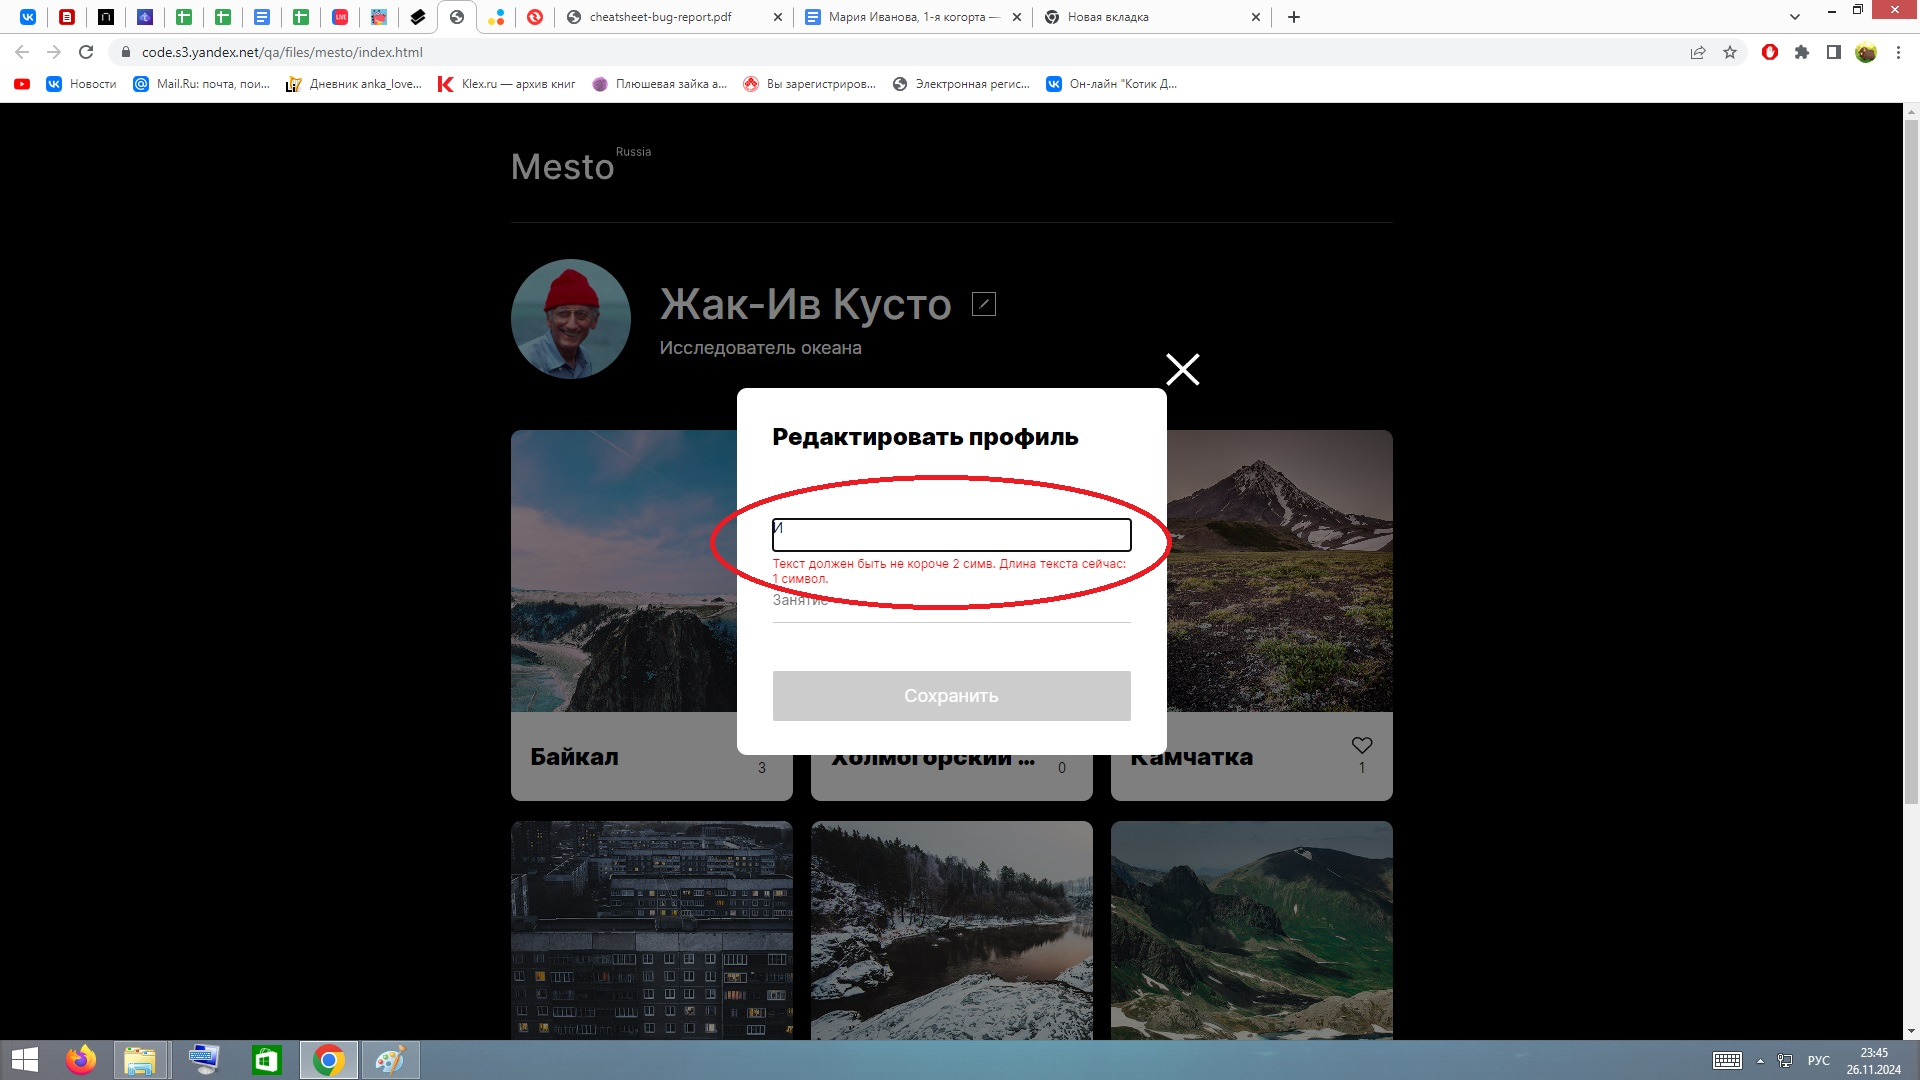 cheatsheet-bug-report.pdf
Мария Иванова, 1-я когорта —
Новая вкладка
code.s3.yandex.net/qa/files/mesto/index.html
Новости
Mail.Ru: почта, пои...
Дневник anka_love...
Klex.ru — архив книг
Плюшевая зайка а...
Вы зарегистриров...
Электронная регис...
Он-лайн "Котик Д...
Mesto Russia
Жак-Ив Кусто
Исследователь океана
Редактировать профиль
И
Текст должен быть не короче 2 симв. Длина текста сейчас:
1 символ.
Занятие
Сохранить
Байкал
3
Холмогорский ...
0
Камчатка
1
РУС
23:45
26.11.2024